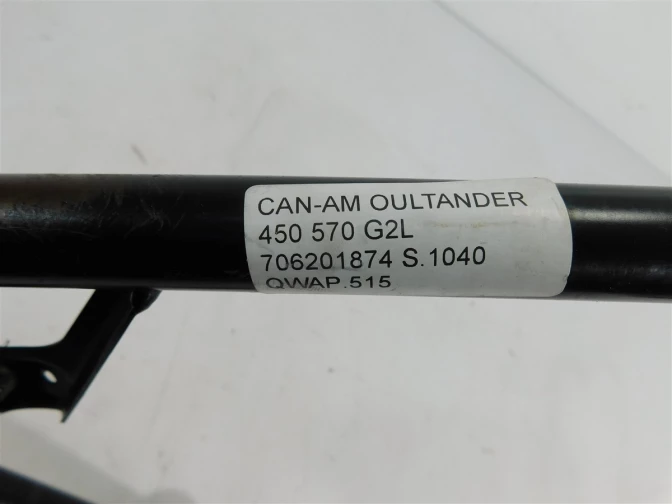 CAN-AM OULTANDER
450 570 G2L
706201874 S.1040
QWAP.515